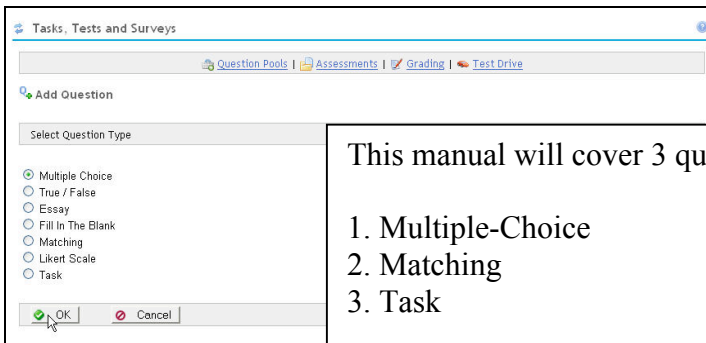 Tasks, Tests and Surveys
Question Pools | Assessments | Grading | Test Drive
Add Question
Select Question Type
Multiple Choice
True / False
Essay
Fill In The Blank
Matching
Likert Scale
Task
OK Cancel
This manual will cover 3 qu
1. Multiple-Choice
2. Matching
3. Task